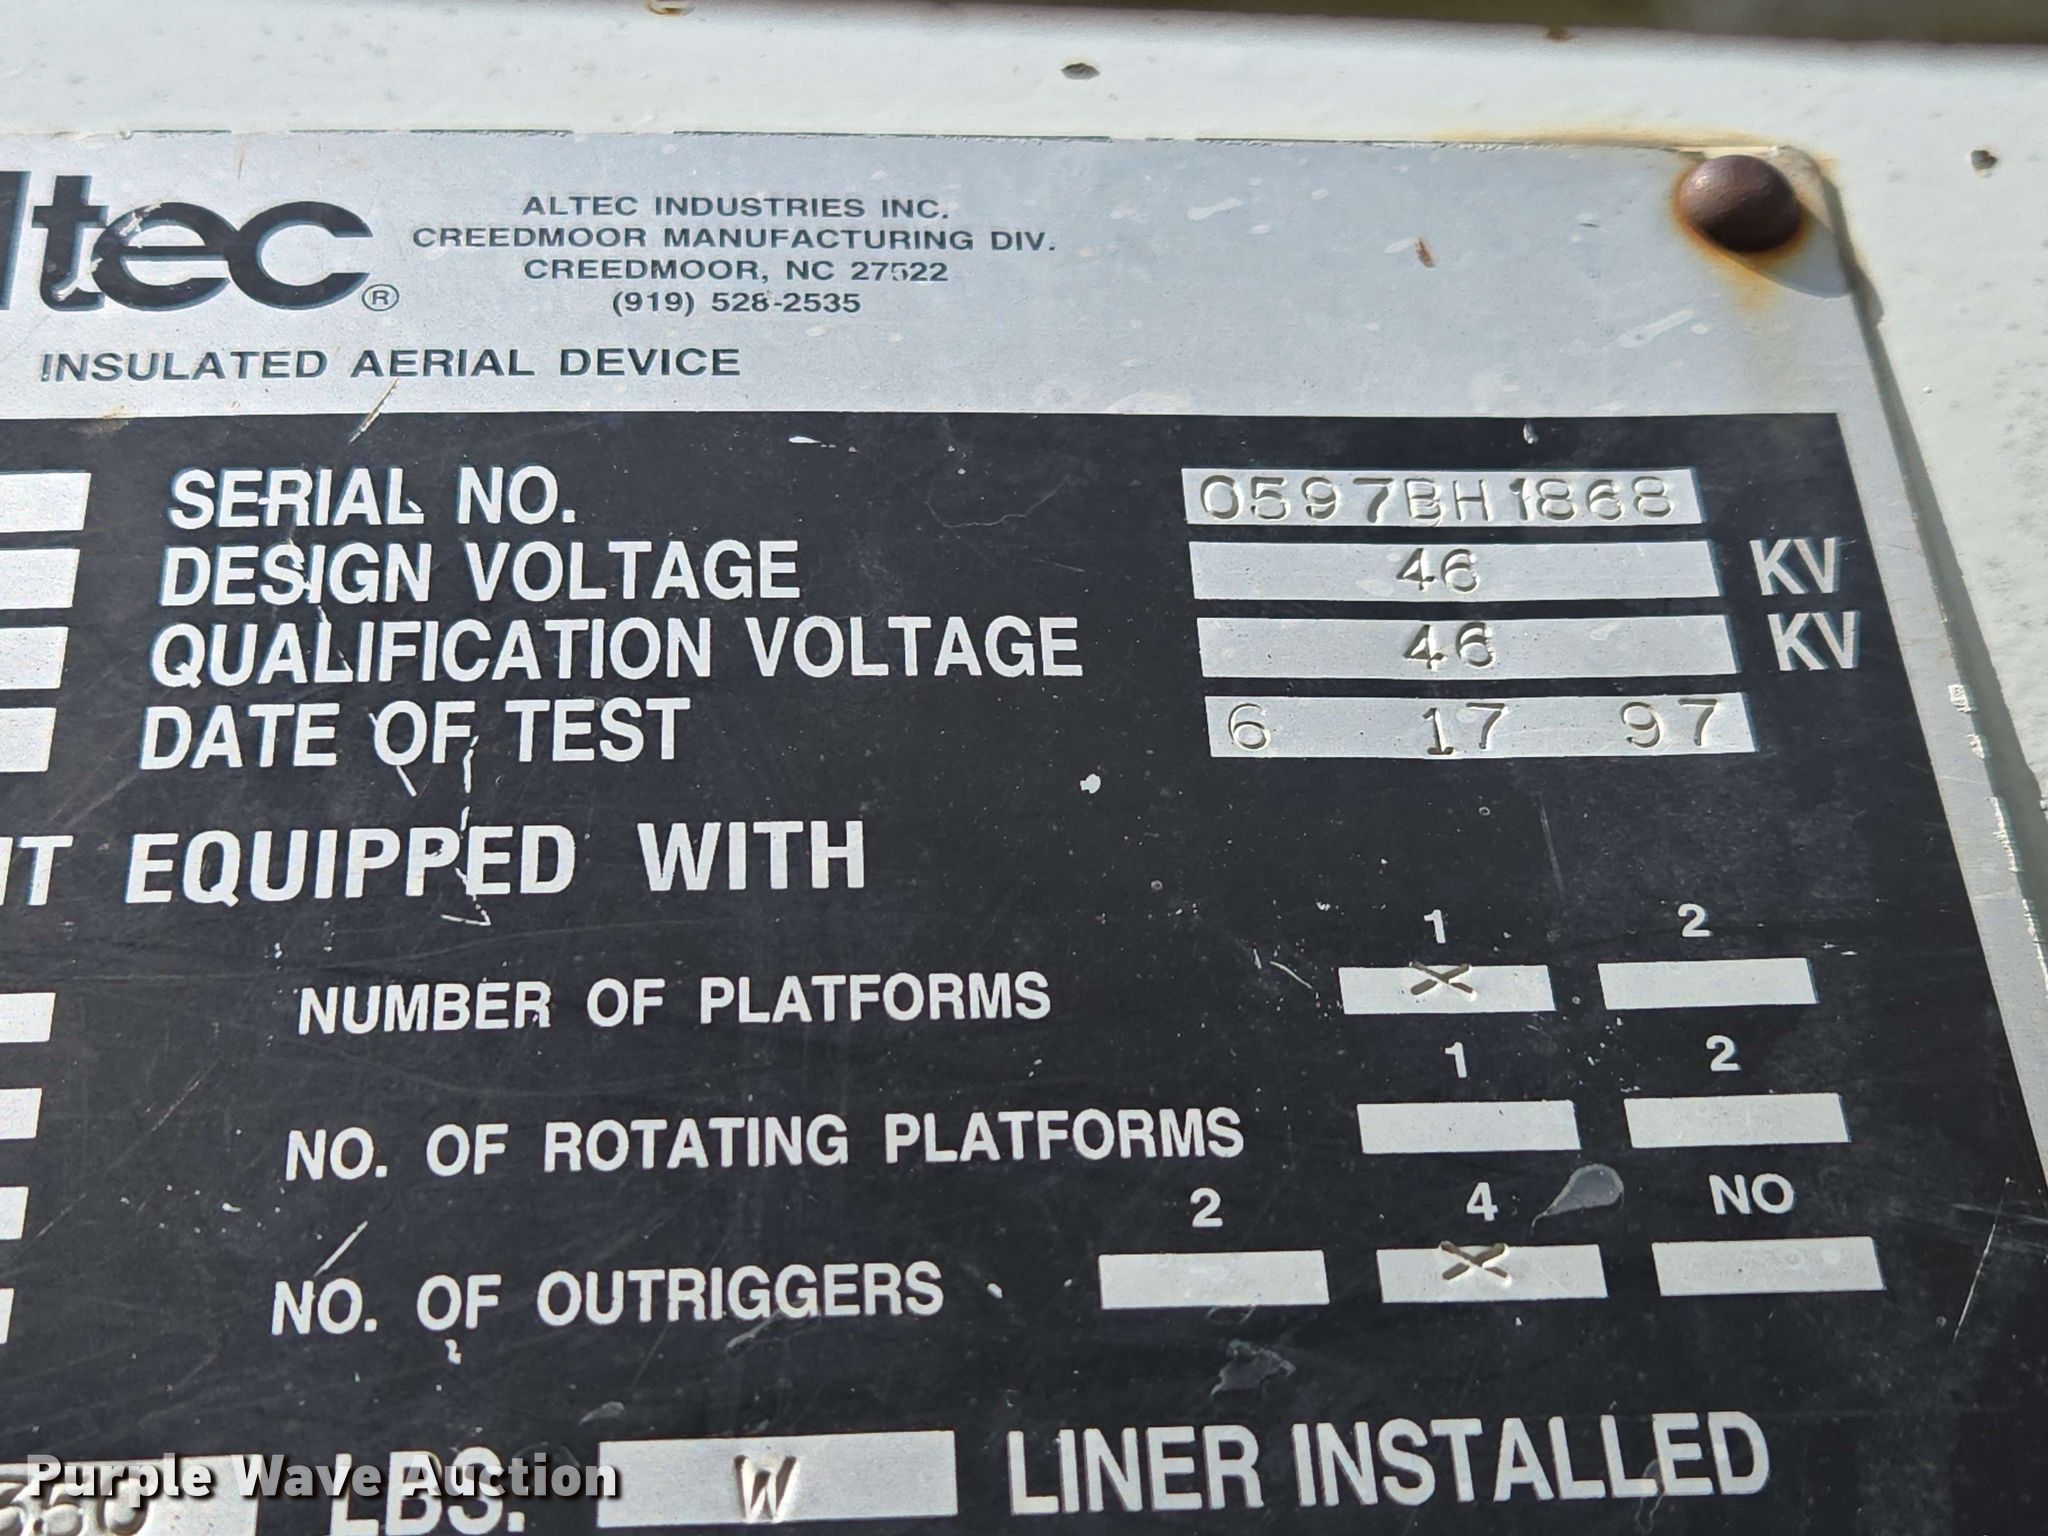 ltec®
ALTEC INDUSTRIES INC.
CREEDMOOR MANUFACTURING DIV.
CREEDMOOR, NC 27522
(919) 528-2535
INSULATED AERIAL DEVICE
SERIAL NO. 0597BH1868
DESIGN VOLTAGE 46 KV
QUALIFICATION VOLTAGE 46 KV
DATE OF TEST 6 17 97
EQUIPPED WITH
1 2
NUMBER OF PLATFORMS X
1 2
NO. OF ROTATING PLATFORMS
2 4 NO
NO. OF OUTRIGGERS X
350 LBS. W LINER INSTALLED
Purple Wave Auction